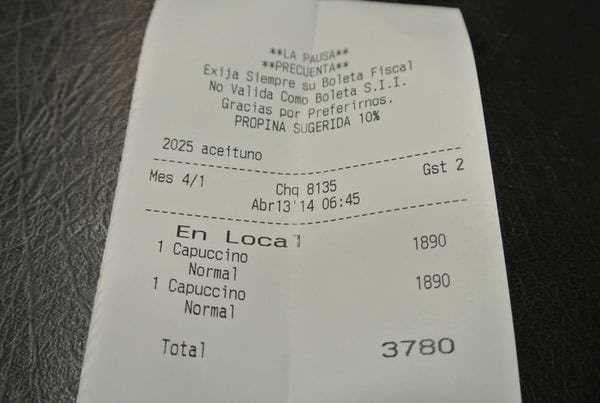 **LA PAUSA**
**PRECUENTA**
Exija Siempre su Boleta Fiscal
No Valida Como Boleta S.I.I.
Gracias por Preferirnos.
PROPINA SUGERIDA 10%
2025 aceituno
Mes 4/1 Chq 8135 Gst 2
Abr13'14 06:45
En Local
1 Capuccino 1890
Normal
1 Capuccino 1890
Normal
Total 3780